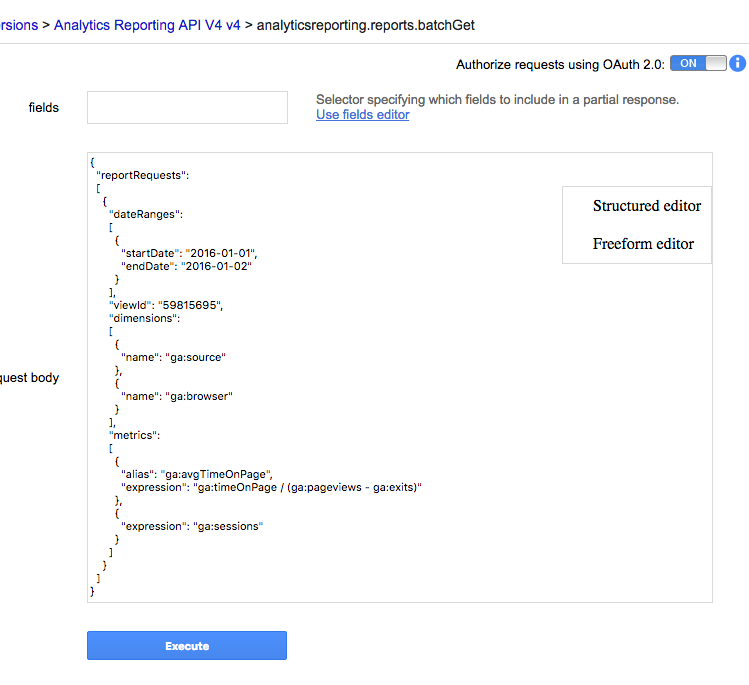 rsions > Analytics Reporting API V4 v4 > analyticsreporting.reports.batchGet
Authorize requests using OAuth 2.0: ON i
fields
Selector specifying which fields to include in a partial response.
Use fields editor
Structured editor
Freeform editor
quest body
{
"reportRequests":
[
{
"dateRanges":
[
{
"startDate": "2016-01-01",
"endDate": "2016-01-02"
}
],
"viewId": "59815695",
"dimensions":
[
{
"name": "ga:source"
},
{
"name": "ga:browser"
}
],
"metrics":
[
{
"alias": "ga:avgTimeOnPage",
"expression": "ga:timeOnPage / (ga:pageviews - ga:exits)"
},
{
"expression": "ga:sessions"
}
]
}
]
}
Execute